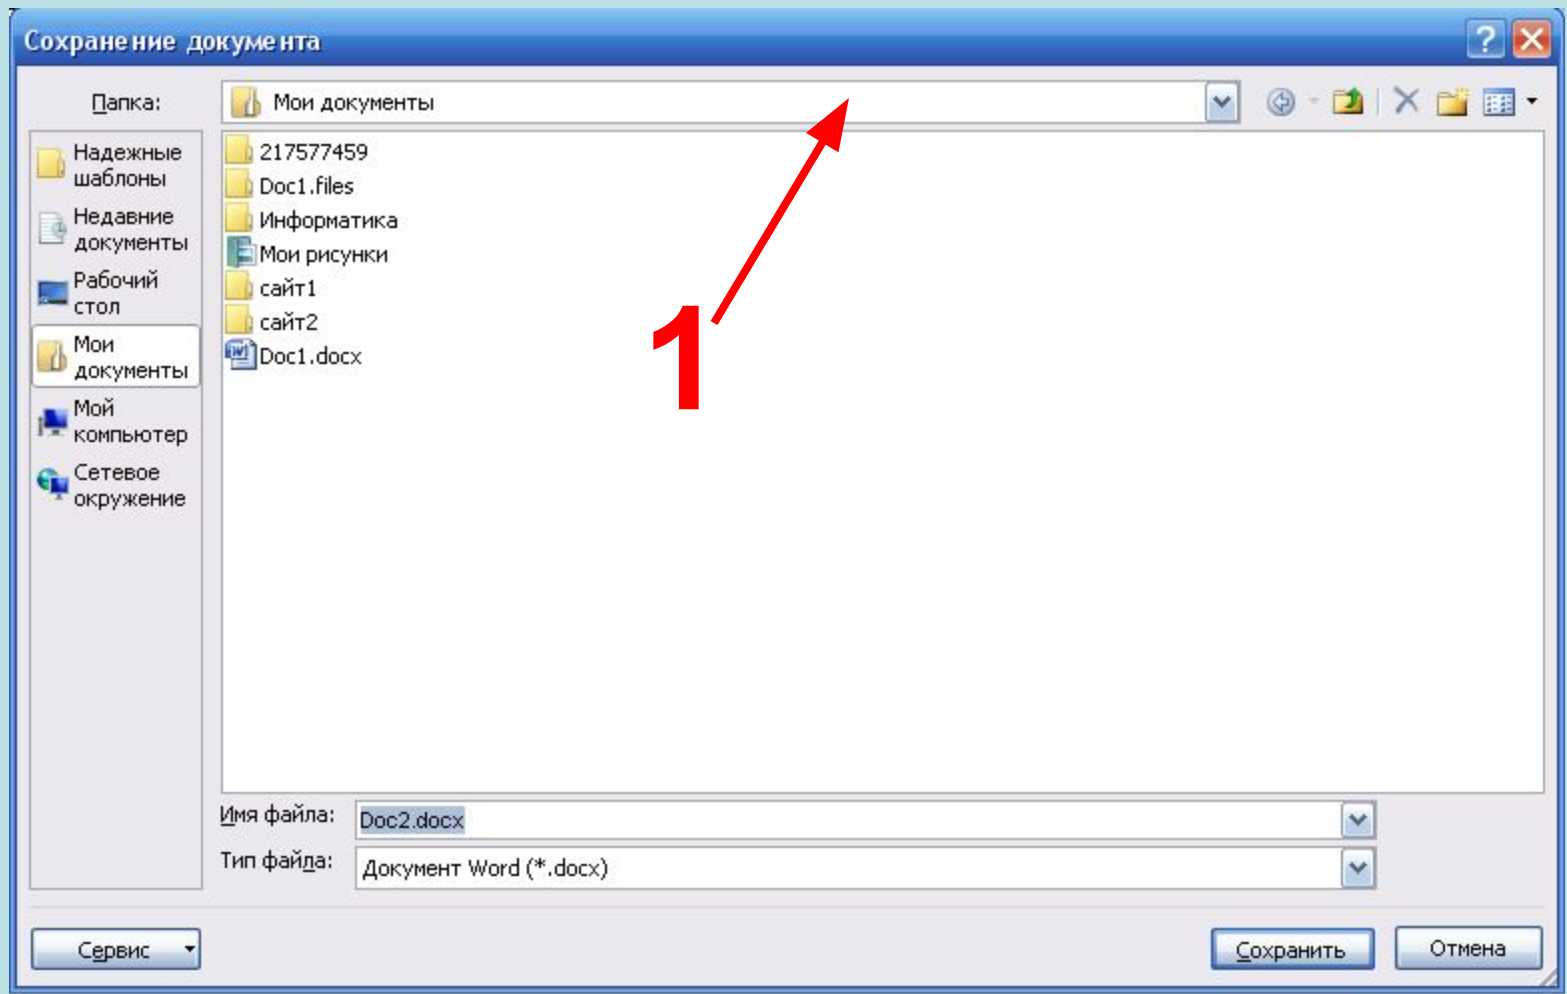 Сохранение документа
Папка:
Мои документы
Надежные
шаблоны
Недавние
документы
Рабочий
стол
Мои
документы
Мой
компьютер
Сетевое
окружение
217577459
Doc1.files
Информатика
Мои рисунки
сайт1
сайт2
Doc1.docx
1
Имя файла:
Doc2.docx
Тип файла:
Документ Word (*.docx)
Сервис
Сохранить
Отмена